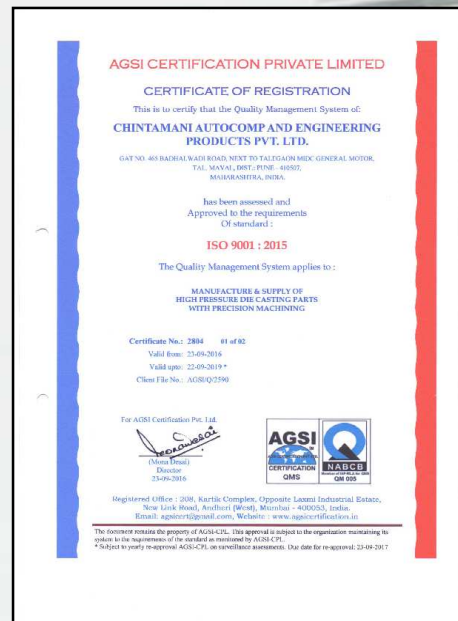 AGSI CERTIFICATION PRIVATE LIMITED
CERTIFICATE OF REGISTRATION
This is to certify that the Quality Management System of:
CHINTAMANI AUTOCOMP AND ENGINEERING
PRODUCTS PVT. LTD.
GAT NO. 465 BADHALWADI ROAD, NEXT TO TALEGAON MIDC GENERAL MOTOR,
TAL. MAVAL, DIST.: PUNE - 410507,
MAHARASHTRA, INDIA.
has been assessed and
Approved to the requirements
Of standard :
ISO 9001 : 2015
The Quality Management System applies to :
MANUFACTURE & SUPPLY OF
HIGH PRESSURE DIE CASTING PARTS
WITH PRECISION MACHINING
Certificate No.: 2804 01 of 02
Valid from: 23-09-2016
Valid upto: 22-09-2019 *
Client File No.: AGSI/Q/2590
For AGSI Certification Pvt. Ltd.
(Mona Desai)
Director
23-09-2016
AGSI
CERTIFICATION
QMS
NABCB
QM 005
Registered Office : 208, Kartik Complex, Opposite Laxmi Industrial Estate,
New Link Road, Andheri (West), Mumbai - 400053, India.
Email: agsicert@gmail.com, Website : www.agsicertification.in
The document remains the property of AGSI-CPL. This approval is subject to the organization maintaining its
system to the requirements of the standard as monitored by AGSI-CPL.
* Subject to yearly re-approval AGSI-CPL on surveillance assessments. Due date for re-approval: 23-09-2017